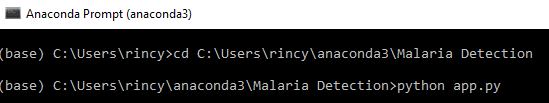 Anaconda Prompt (anaconda3)
(base) C:\Users\rincy>cd C:\Users\rincy\anaconda3\Malaria Detection
(base) C:\Users\rincy\anaconda3\Malaria Detection>python app.py